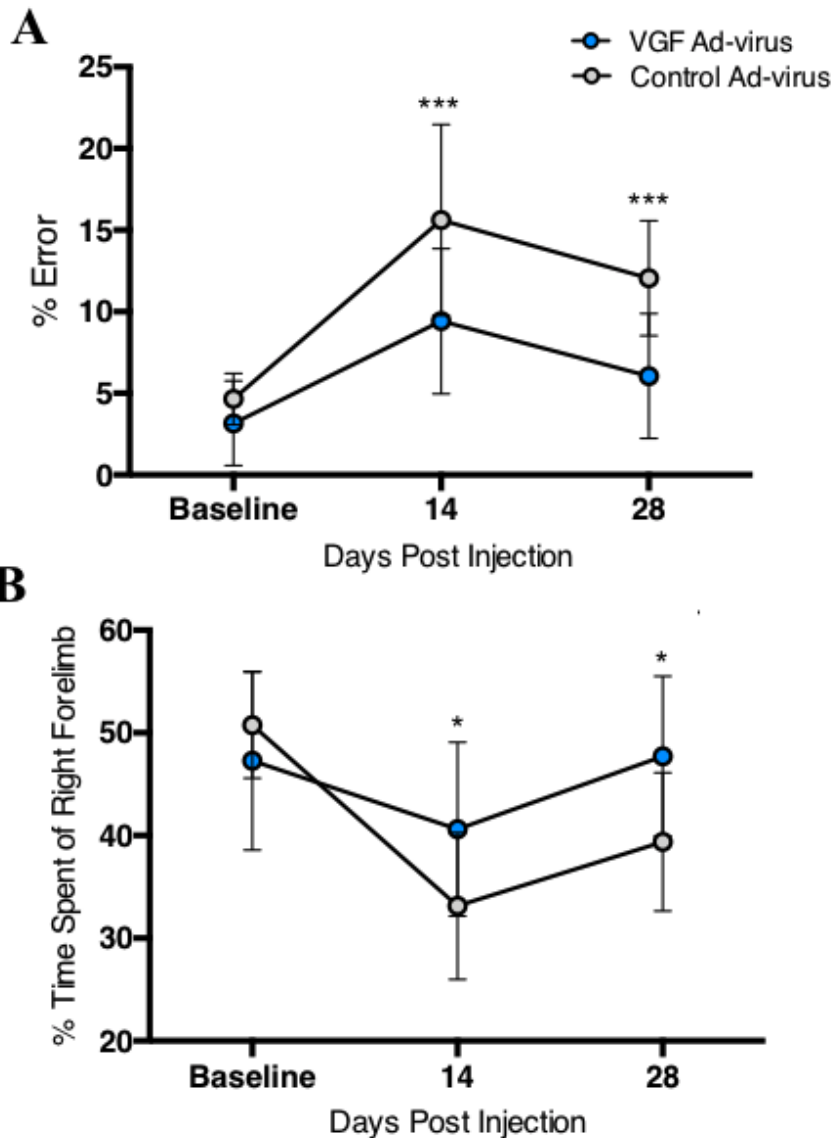 A
VGF Ad-virus
Control Ad-virus
25
20
15
10
5
0
% Error
***
***
Baseline 14 28
Days Post Injection
B
60
50
40
30
20
% Time Spent of Right Forelimb
*
*
Baseline 14 28
Days Post Injection